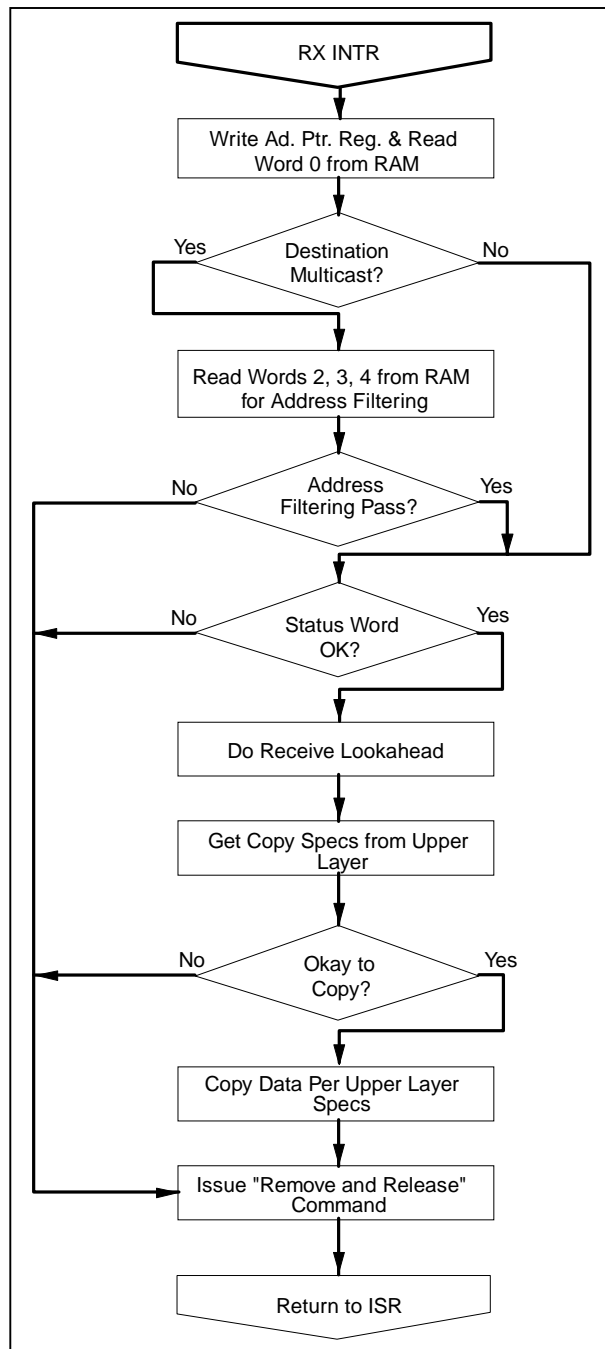 RX INTR
Write Ad. Ptr. Reg. & Read
Word 0 from RAM
Yes
No
Destination
Multicast?
Read Words 2, 3, 4 from RAM
for Address Filtering
No
Yes
Address
Filtering Pass?
No
Yes
Status Word
OK?
Do Receive Lookahead
Get Copy Specs from Upper
Layer
No
Yes
Okay to
Copy?
Copy Data Per Upper Layer
Specs
Issue "Remove and Release"
Command
Return to ISR